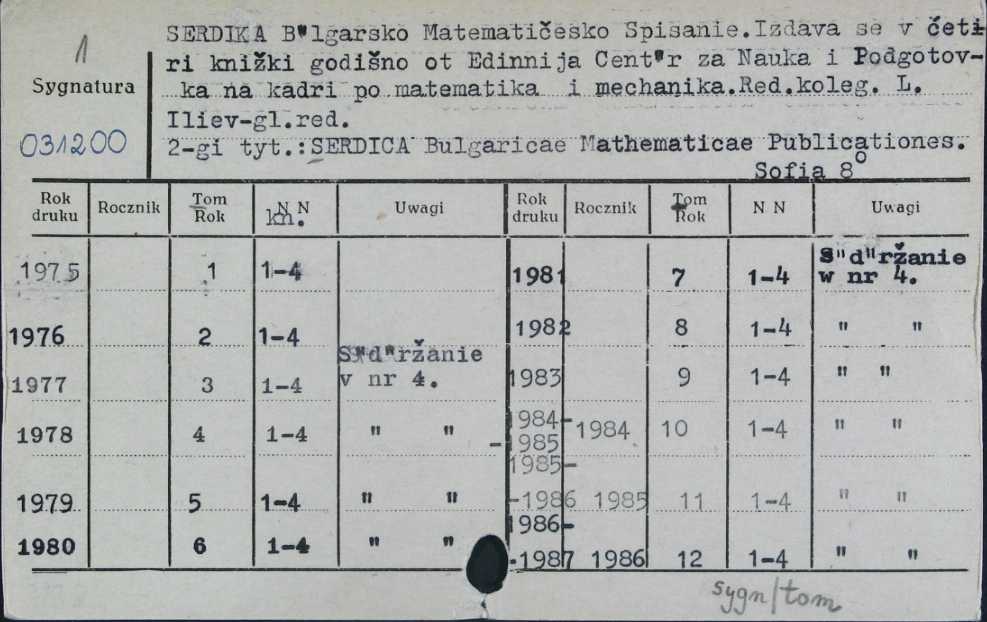 1
SERDIKA B"lgarsko Matematičesko Spisanie.Izdava se v četi-
ri knižki godišno ot Edinnija Cent"r za Nauka i Podgotov-
ka na kadri po matematika i mechanika.Red.koleg. L.
Iliev-gl.red.
2-gi tyt.:SERDICA Bulgaricae Mathematicae Publicationes.
Sofia 8°
Sygnatura
031200
Rok druku Rocznik Tom Rok N N kn. Uwagi Rok druku Rocznik Tom Rok N N Uwagi
1975 1 1-4
1976 2 1-4
1977 3 1-4 S"d"ržanie v nr 4.
1978 4 1-4 " "
1979 5 1-4 " "
1980 6 1-4 " "
1981 7 1-4 S"d"ržanie w nr 4.
1982 8 1-4 " "
1983 9 1-4 " "
1984-
-1985 1984 10 1-4 " "
1985-
-1986 1985 11 1-4 " "
1986-
-1987 1986 12 1-4 " "
sygn/tom